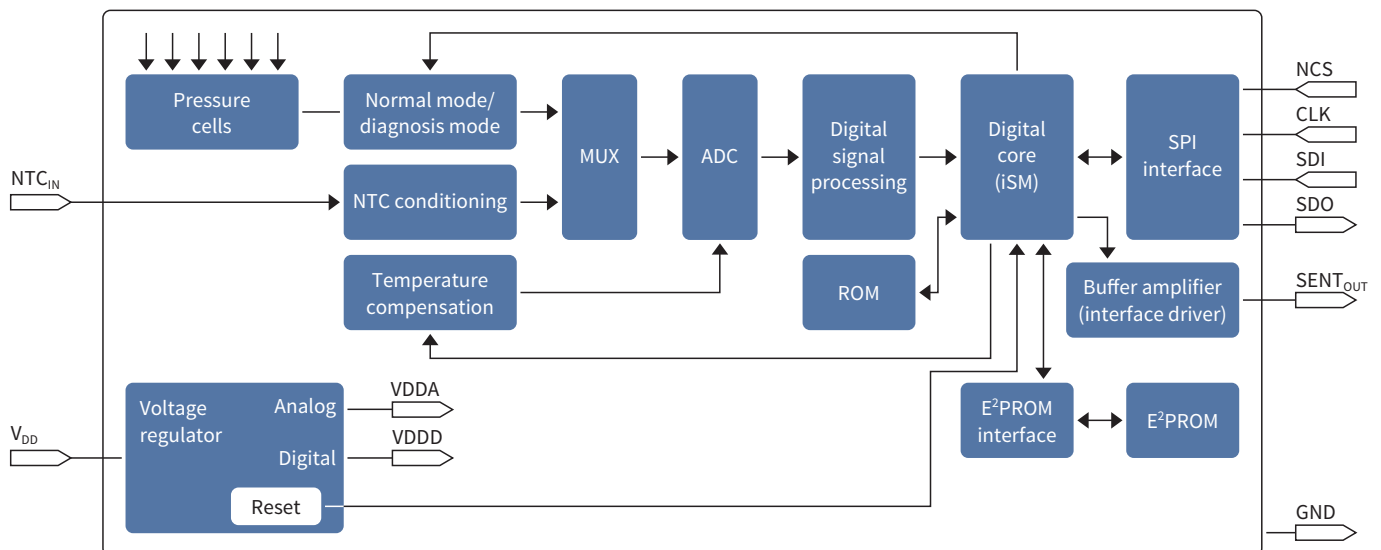 Pressure
cells
Normal mode/
diagnosis mode
MUX
ADC
Digital
signal
processing
Digital
core
(iSM)
SPI
interface
NCS
CLK
SDI
SDO
NTC_IN
NTC conditioning
Temperature
compensation
ROM
Buffer amplifier
(interface driver)
SENT_OUT
Voltage
regulator
Analog
Digital
Reset
VDDA
VDDD
V_DD
E²PROM
interface
E²PROM
GND